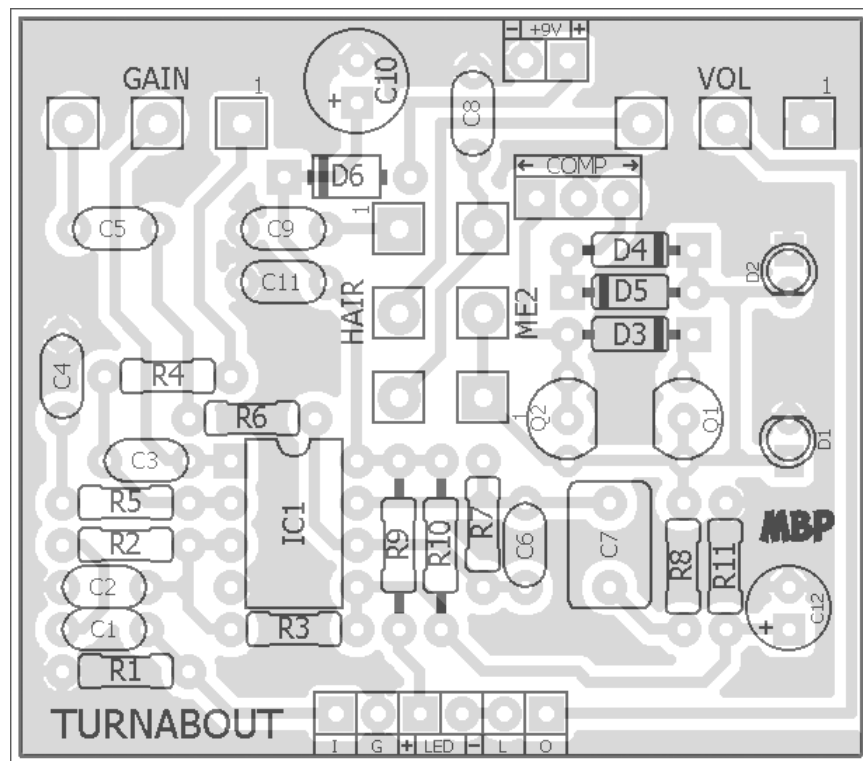 - +9V +
GAIN
1
C10
+
C8
VOL
1
D6
← COMP →
1
C5
C9
D4
D2
C11
D5
HAIR
ME2
D3
C4
R4
R6
1
Q2
Q1
D1
C3
R5
IC1
R9
R10
R7
C6
C7
MBP
R2
R8
R11
C2
C12
+
C1
R3
R1
TURNABOUT
I G + LED - L O